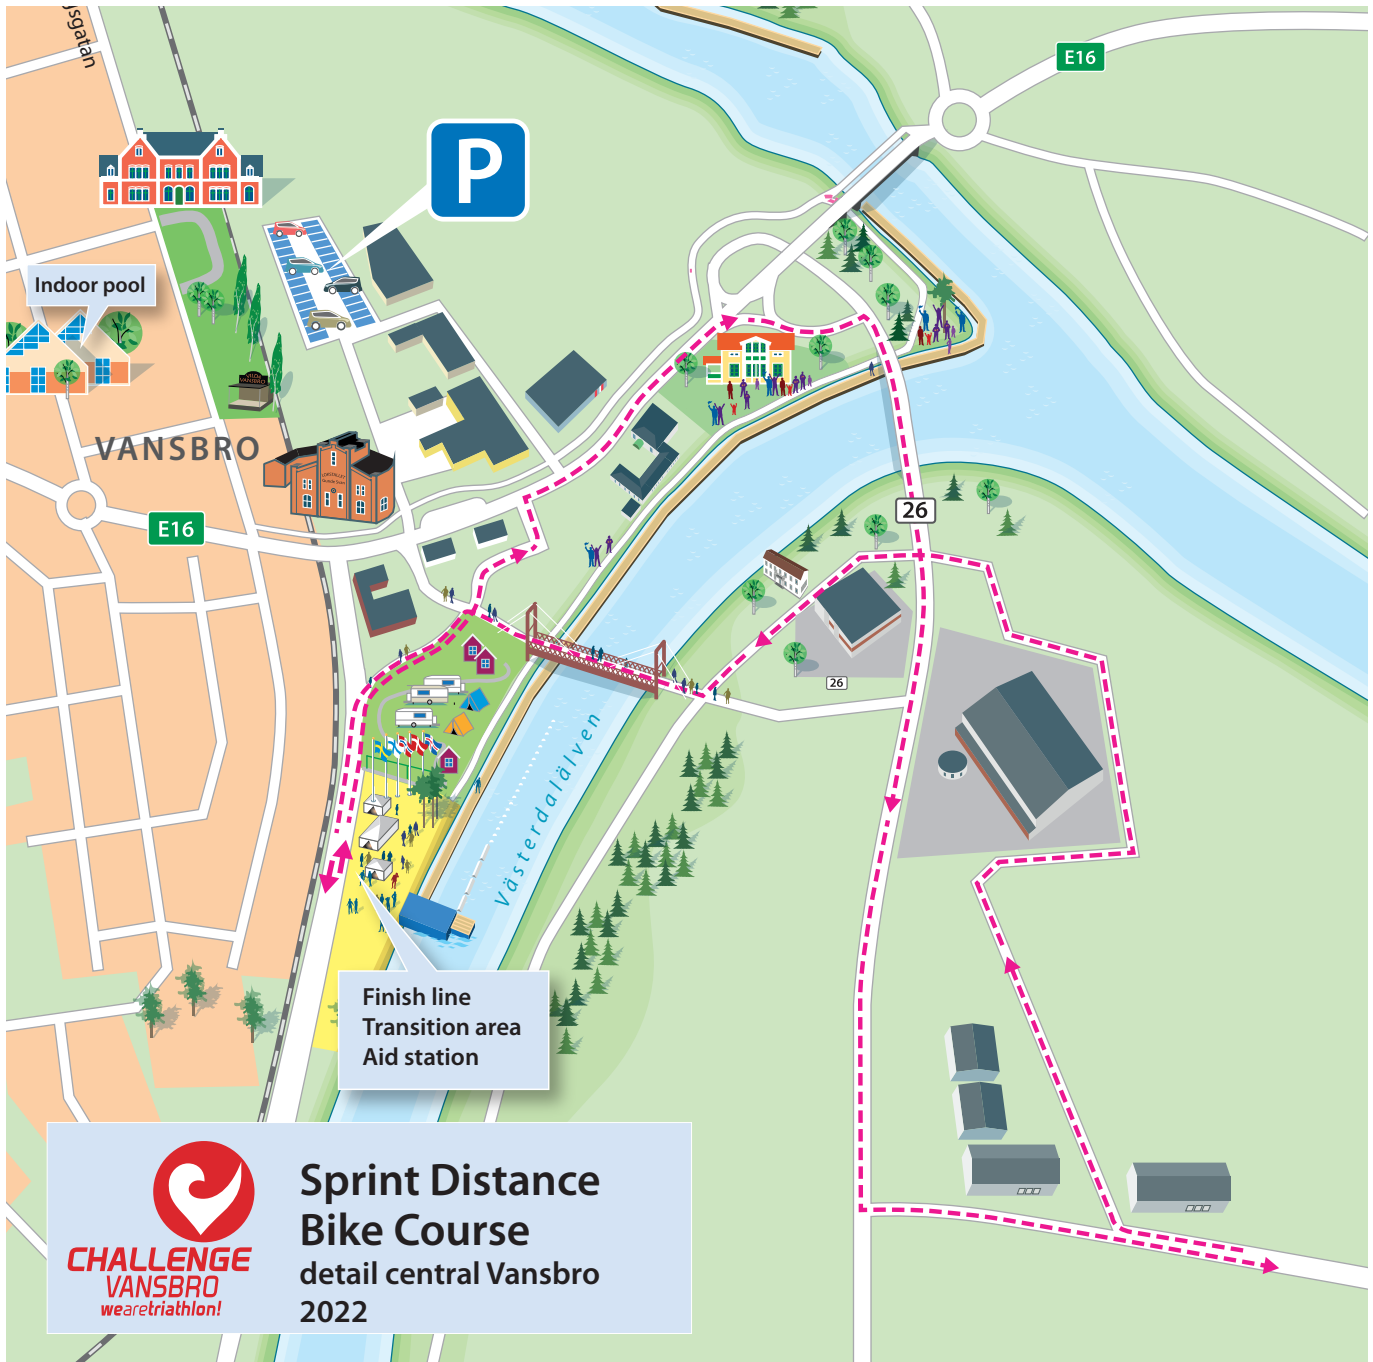 gsgatan
E16
P
Indoor pool
VANSBRO
E16
26
26
Västerdalälven
Finish line
Transition area
Aid station
CHALLENGE
VANSBRO
wearetriathlon!
Sprint Distance
Bike Course
detail central Vansbro
2022